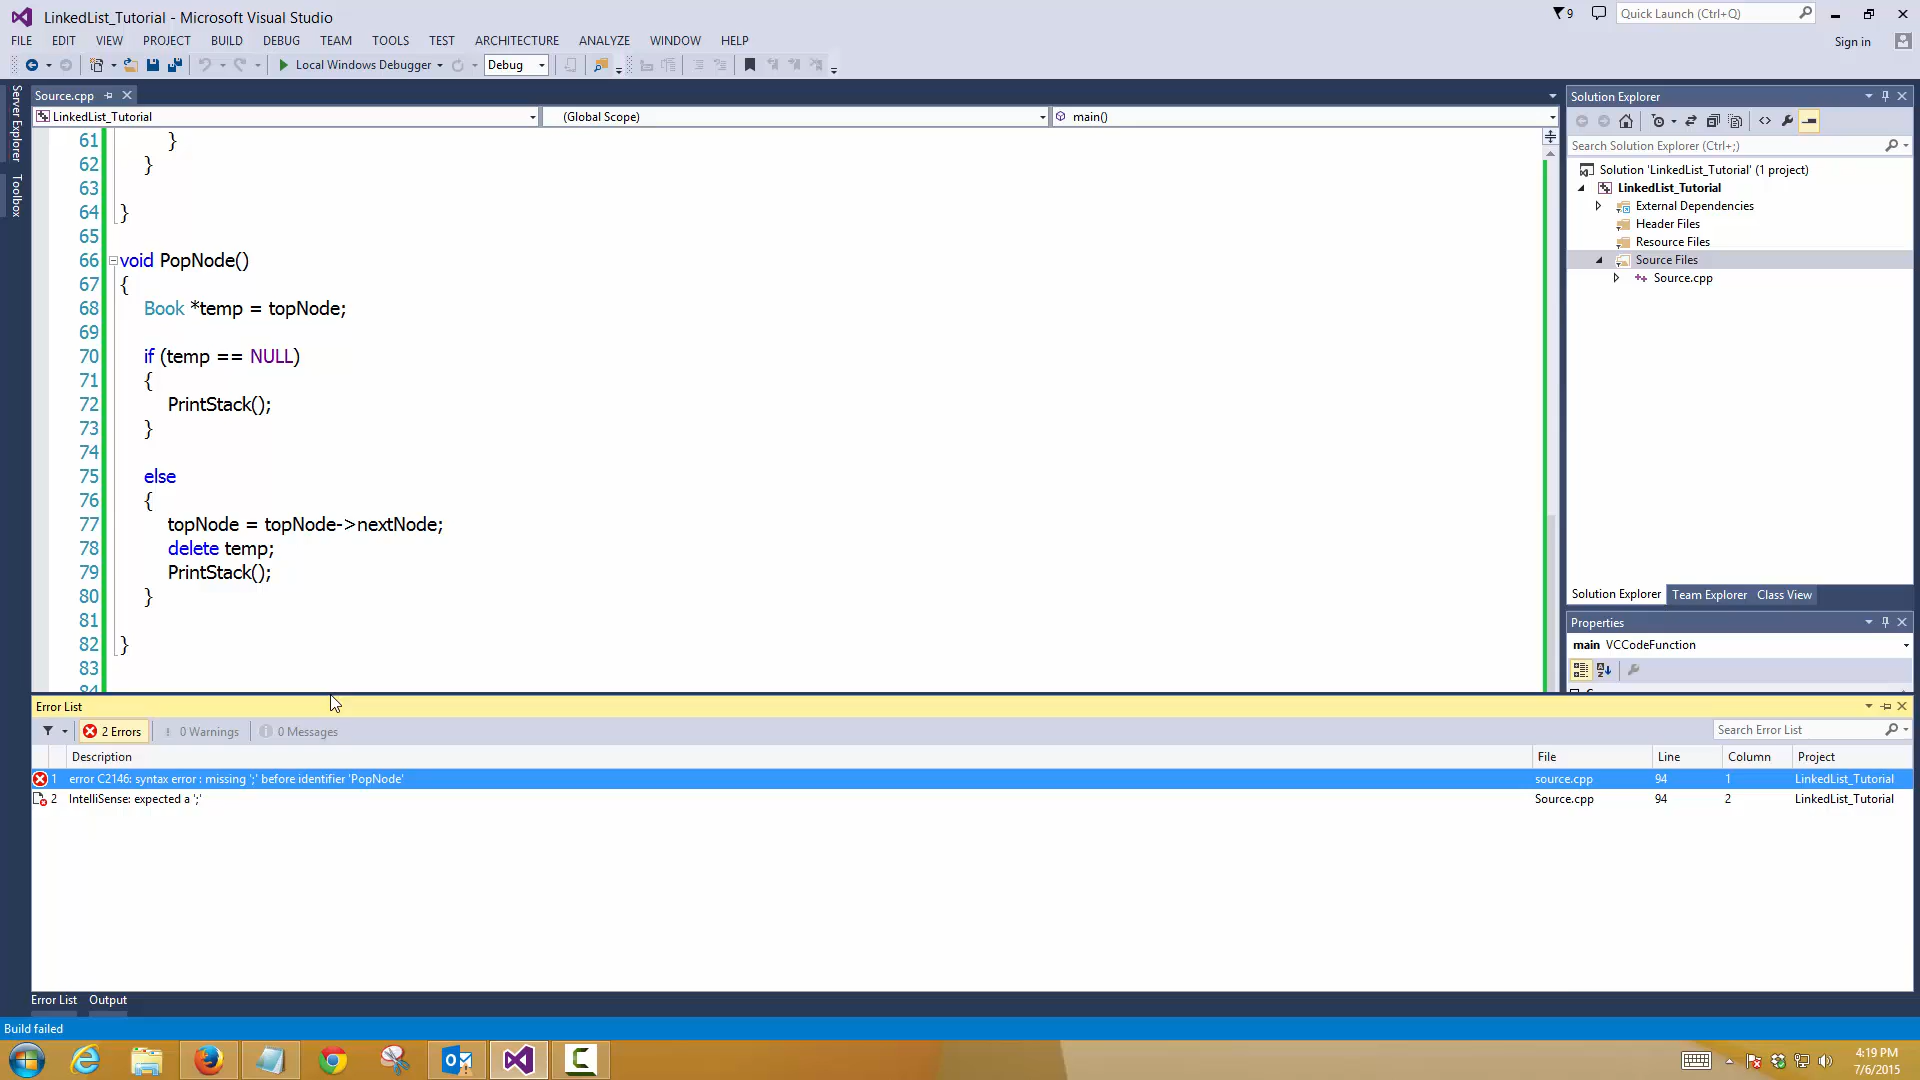 LinkedList_Tutorial - Microsoft Visual Studio
9
Quick Launch (Ctrl+Q)
FILE EDIT VIEW PROJECT BUILD DEBUG TEAM TOOLS TEST ARCHITECTURE ANALYZE WINDOW HELP
Sign in
Local Windows Debugger
Debug
Server Explorer
Toolbox
Source.cpp
LinkedList_Tutorial
(Global Scope)
main()
61 }
62 }
63
64 }
65
66 void PopNode()
67 {
68 Book *temp = topNode;
69
70 if (temp == NULL)
71 {
72 PrintStack();
73 }
74
75 else
76 {
77 topNode = topNode->nextNode;
78 delete temp;
79 PrintStack();
80 }
81
82 }
83
84
Solution Explorer
Search Solution Explorer (Ctrl+;)
Solution 'LinkedList_Tutorial' (1 project)
LinkedList_Tutorial
External Dependencies
Header Files
Resource Files
Source Files
Source.cpp
Solution Explorer Team Explorer Class View
Properties
main VCCodeFunction
Error List
2 Errors
0 Warnings
0 Messages
Search Error List
Description File Line Column Project
1 error C2146: syntax error : missing ';' before identifier 'PopNode' source.cpp 94 1 LinkedList_Tutorial
2 IntelliSense: expected a ';' Source.cpp 94 2 LinkedList_Tutorial
Error List Output
Build failed
4:19 PM
7/6/2015